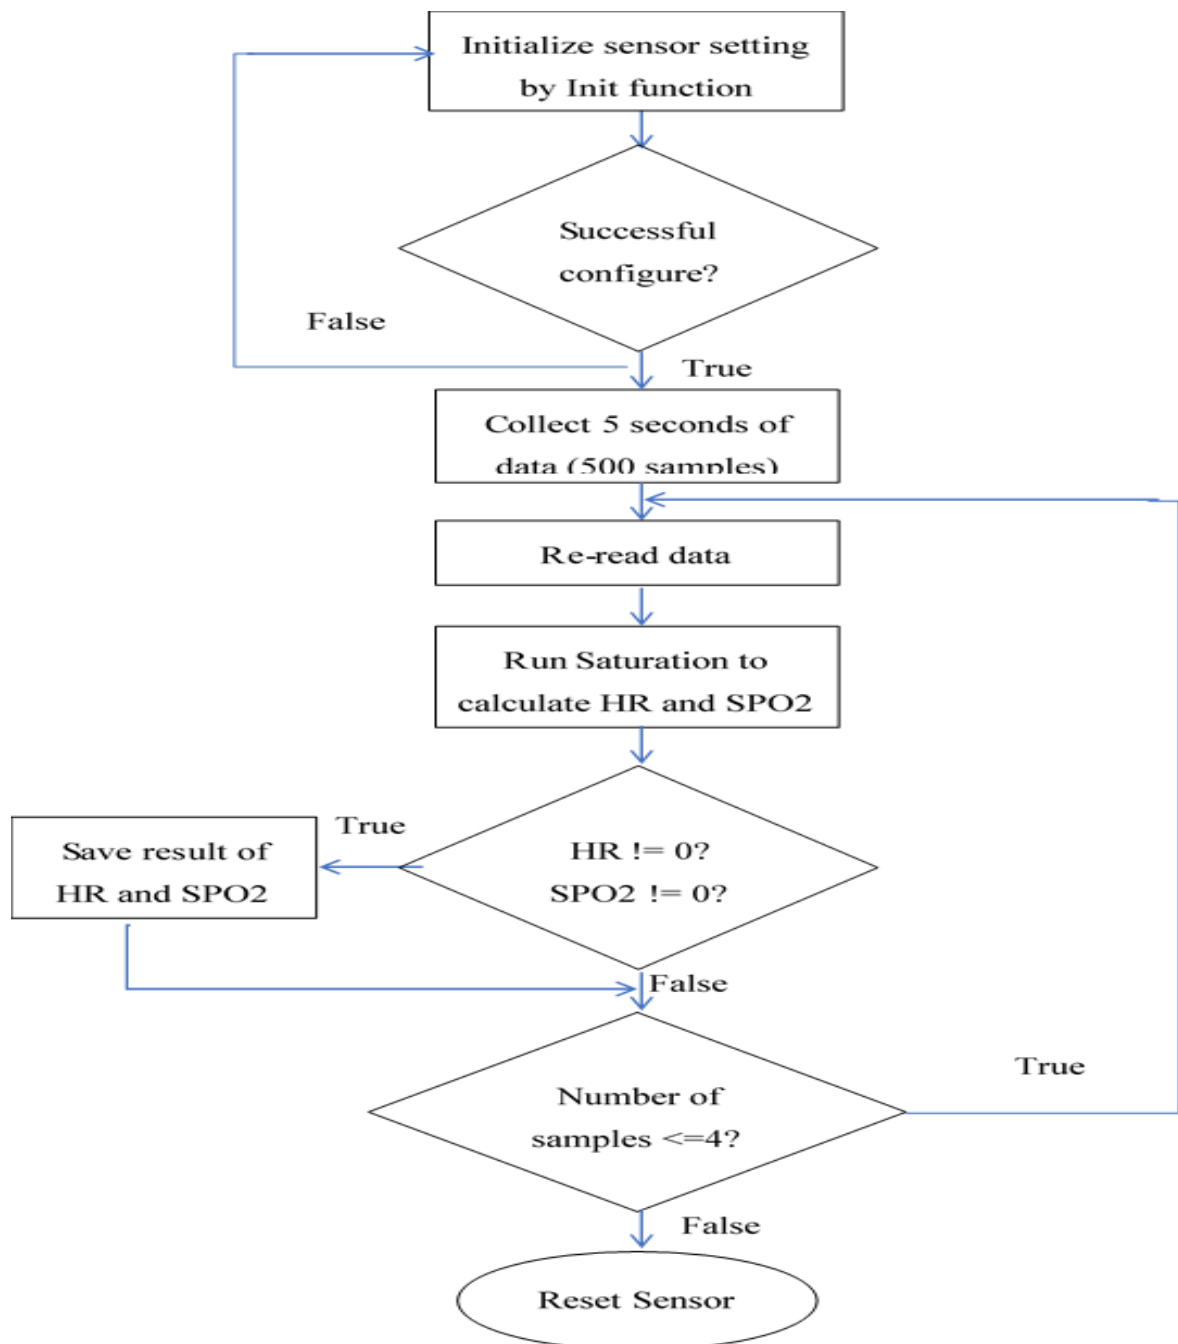 Initialize sensor setting
by Init function
Successful
configure?
False
True
Collect 5 seconds of
data (500 samples)
Re-read data
Run Saturation to
calculate HR and SPO2
True
Save result of
HR and SPO2
HR != 0?
SPO2 != 0?
False
Number of
samples <=4?
True
False
Reset Sensor